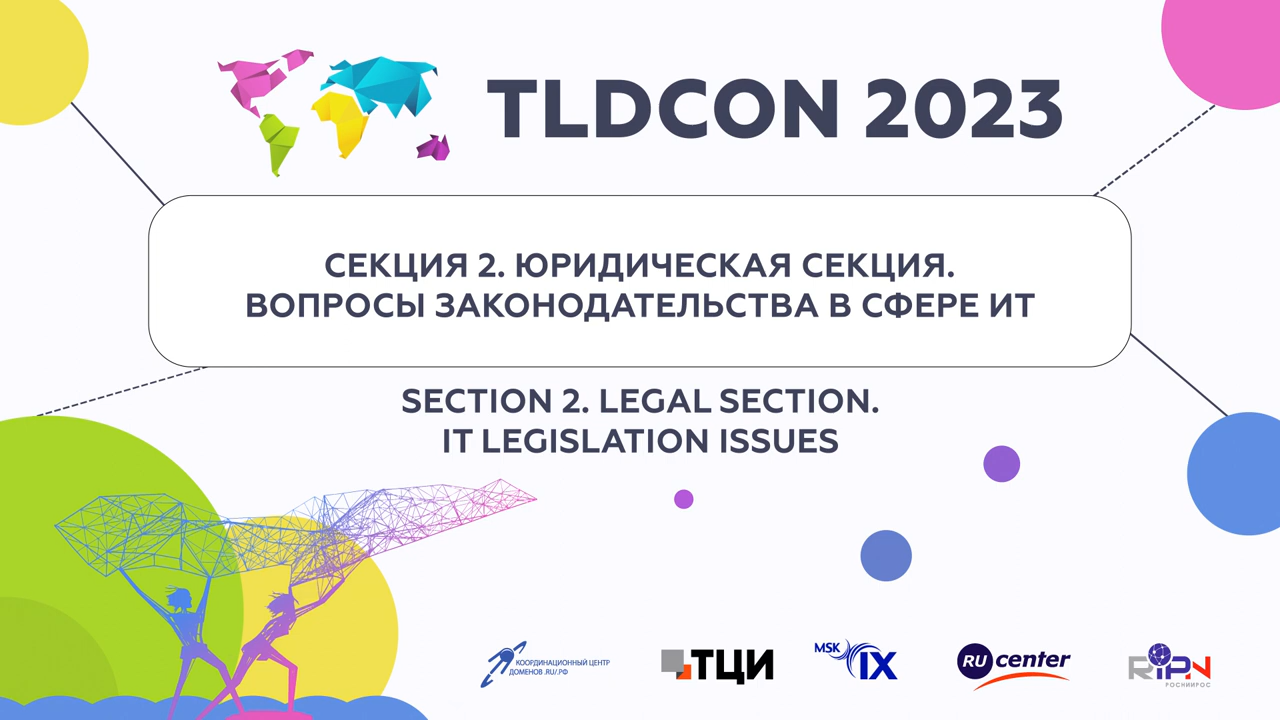 TLDCON 2023
СЕКЦИЯ 2. ЮРИДИЧЕСКАЯ СЕКЦИЯ.
ВОПРОСЫ ЗАКОНОДАТЕЛЬСТВА В СФЕРЕ ИТ
SECTION 2. LEGAL SECTION.
IT LEGISLATION ISSUES
КООРДИНАЦИОННЫЙ ЦЕНТР
ДОМЕНОВ .RU/.РФ
ТЦИ
MSK IX
RU center
RIPN
РОСНИИРОС